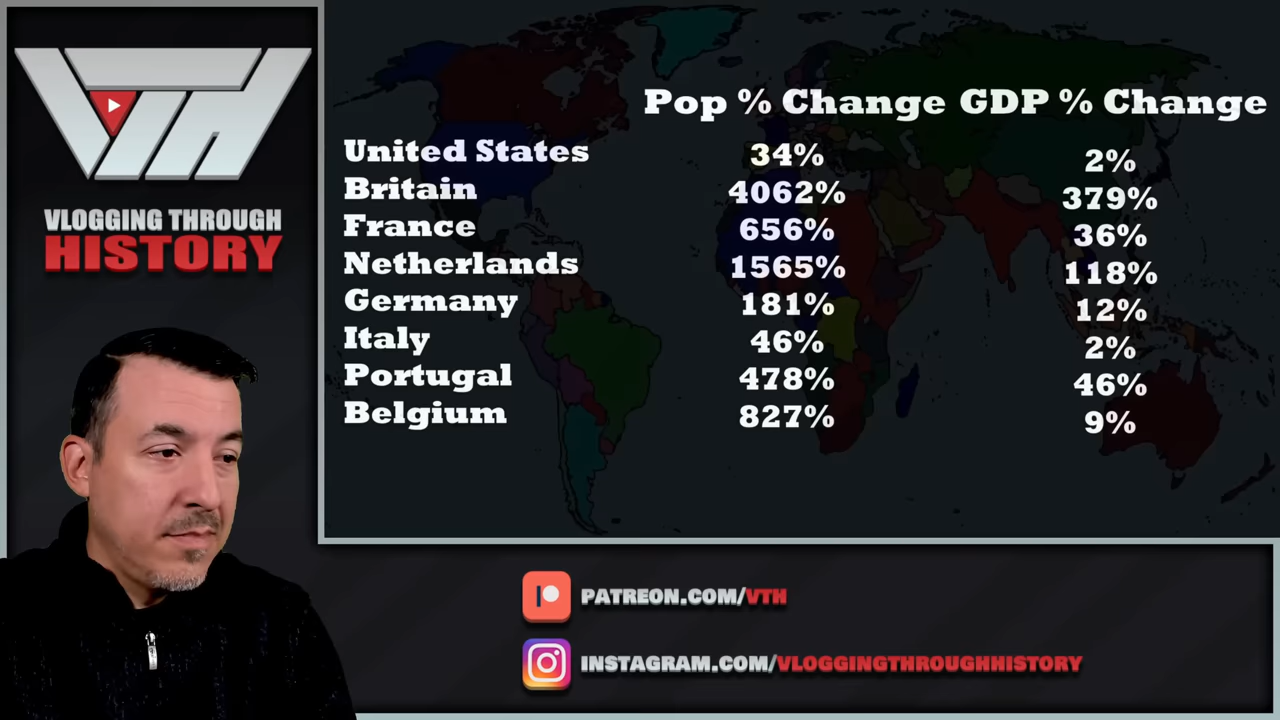 VTH
VLOGGING THROUGH
HISTORY
Pop % Change GDP % Change
United States 34% 2%
Britain 4062% 379%
France 656% 36%
Netherlands 1565% 118%
Germany 181% 12%
Italy 46% 2%
Portugal 478% 46%
Belgium 827% 9%
PATREON.COM/VTH
INSTAGRAM.COM/VLOGGINGTHROUGHHISTORY